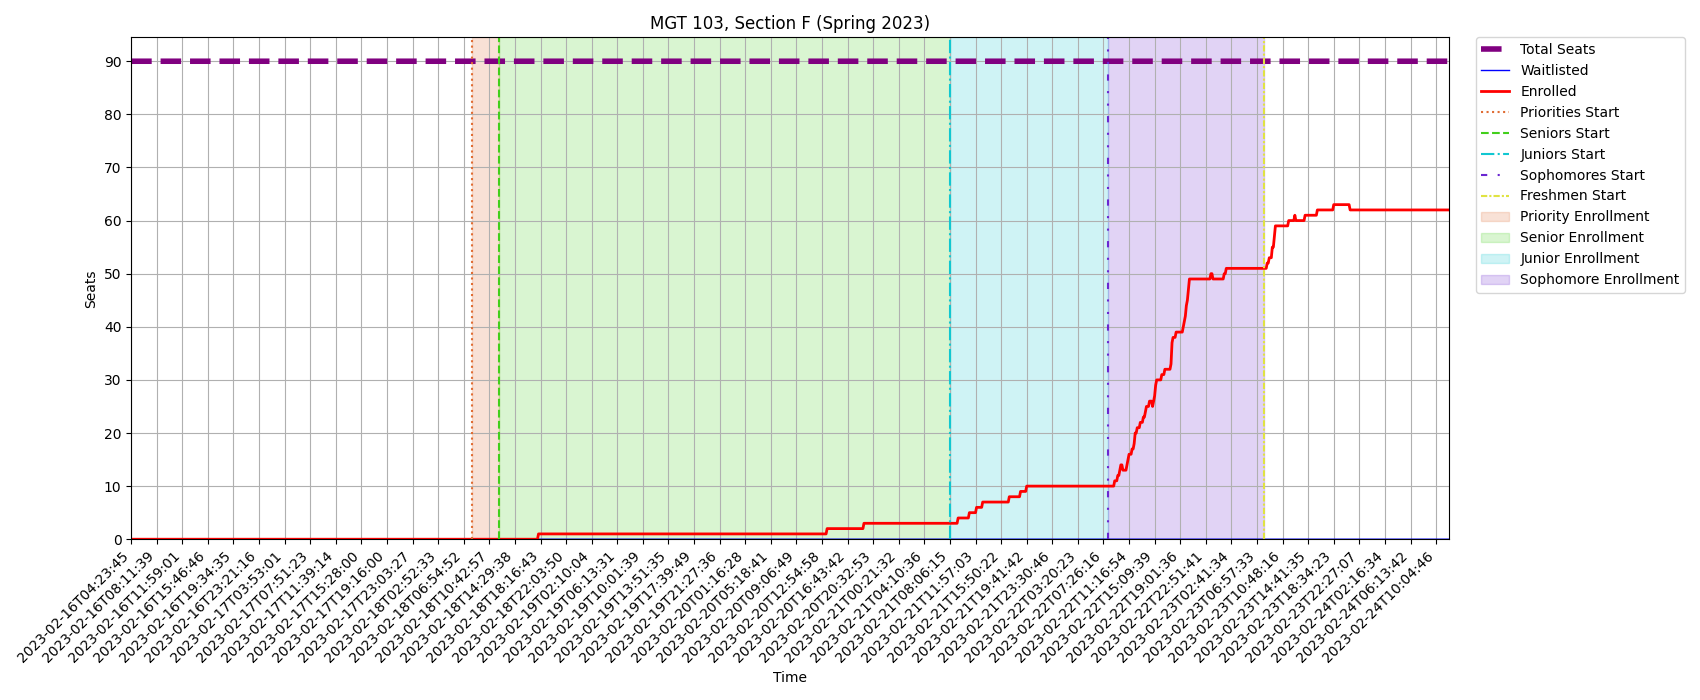 MGT 103, Section F (Spring 2023)
Seats
90
80
70
60
50
40
30
20
10
0
2023-02-16T04:23:45
2023-02-16T08:11:39
2023-02-16T11:59:01
2023-02-16T15:46:46
2023-02-16T19:34:35
2023-02-16T23:21:16
2023-02-17T03:53:01
2023-02-17T07:51:23
2023-02-17T11:39:14
2023-02-17T15:28:00
2023-02-17T19:16:00
2023-02-17T23:03:27
2023-02-18T02:52:33
2023-02-18T06:54:52
2023-02-18T10:42:57
2023-02-18T14:29:38
2023-02-18T18:16:43
2023-02-18T22:03:50
2023-02-19T02:10:04
2023-02-19T06:13:31
2023-02-19T10:01:39
2023-02-19T13:51:35
2023-02-19T17:39:49
2023-02-19T21:27:36
2023-02-20T01:16:28
2023-02-20T05:18:41
2023-02-20T09:06:49
2023-02-20T12:54:58
2023-02-20T16:43:42
2023-02-20T20:32:53
2023-02-21T00:21:32
2023-02-21T04:10:36
2023-02-21T08:06:15
2023-02-21T11:57:03
2023-02-21T15:50:22
2023-02-21T19:41:42
2023-02-21T23:30:46
2023-02-22T03:20:23
2023-02-22T07:26:16
2023-02-22T11:16:54
2023-02-22T15:09:39
2023-02-22T19:01:36
2023-02-22T22:51:41
2023-02-23T02:41:34
2023-02-23T06:57:33
2023-02-23T10:48:16
2023-02-23T14:41:35
2023-02-23T18:34:23
2023-02-23T22:27:07
2023-02-24T02:16:34
2023-02-24T06:13:42
2023-02-24T10:04:46
Time
Total Seats
Waitlisted
Enrolled
Priorities Start
Seniors Start
Juniors Start
Sophomores Start
Freshmen Start
Priority Enrollment
Senior Enrollment
Junior Enrollment
Sophomore Enrollment